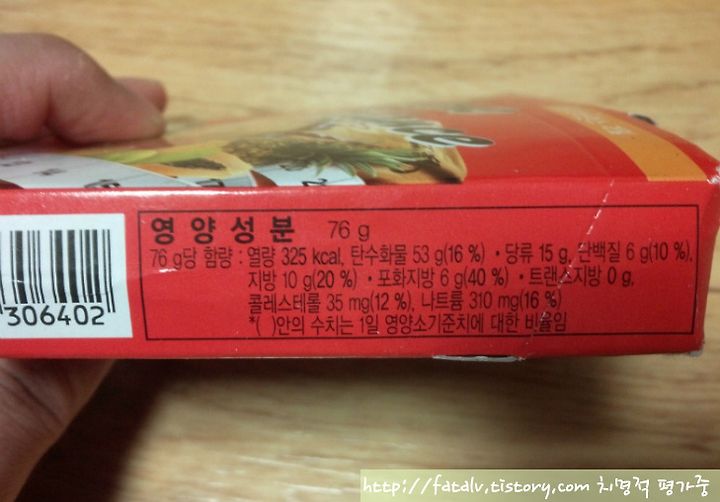 영양성분 76 g
76 g당 함량 : 열량 325 kcal, 탄수화물 53 g(16 %) • 당류 15 g, 단백질 6 g(10 %),
지방 10 g(20 %) • 포화지방 6 g(40 %) • 트랜스지방 0 g,
콜레스테롤 35 mg(12 %), 나트륨 310 mg(16 %)
*( )안의 수치는 1일 영양소기준치에 대한 비율임
306402
http://fatalv.tistory.com 치명적 평가중